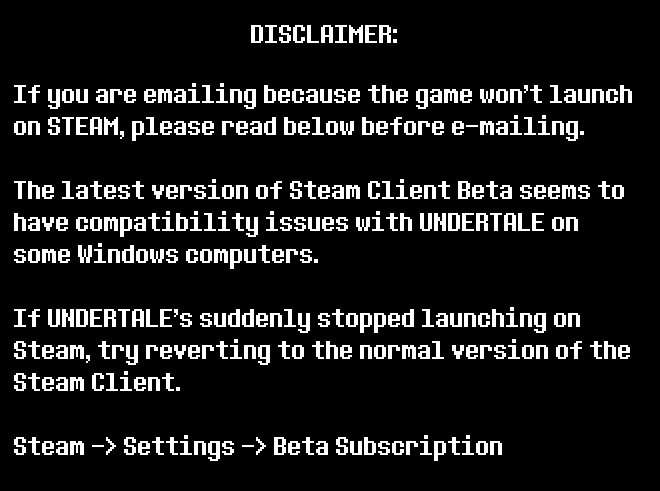 DISCLAIMER:
If you are emailing because the game won't launch
on STEAM, please read below before e-mailing.
The latest version of Steam Client Beta seems to
have compatibility issues with UNDERTALE on
some Windows computers.
If UNDERTALE's suddenly stopped launching on
Steam, try reverting to the normal version of the
Steam Client.
Steam -> Settings -> Beta Subscription